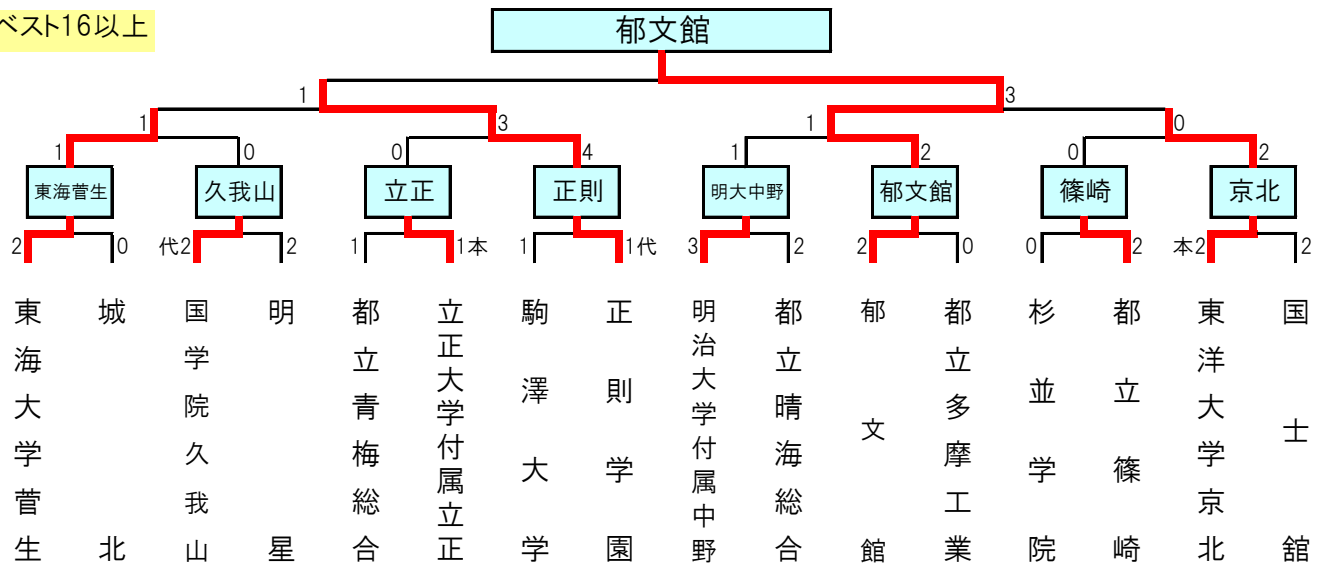 ベスト16以上
郁文館
1
3
1
3
1
0
1
0
0
4
1
2
0
2
東海菅生
久我山
立正
正則
明大中野
郁文館
篠崎
京北
2
0
代2
2
1
1本
1
1代
3
2
2
0
0
2
本2
2
東海大学菅生
城北
国学院久我山
明星
都立青梅総合
立正大学付属立正
駒澤大学
正則学園
明治大学付属中野
都立晴海総合
郁文館
都立多摩工業
杉並学院
都立篠崎
東洋大学京北
国士舘